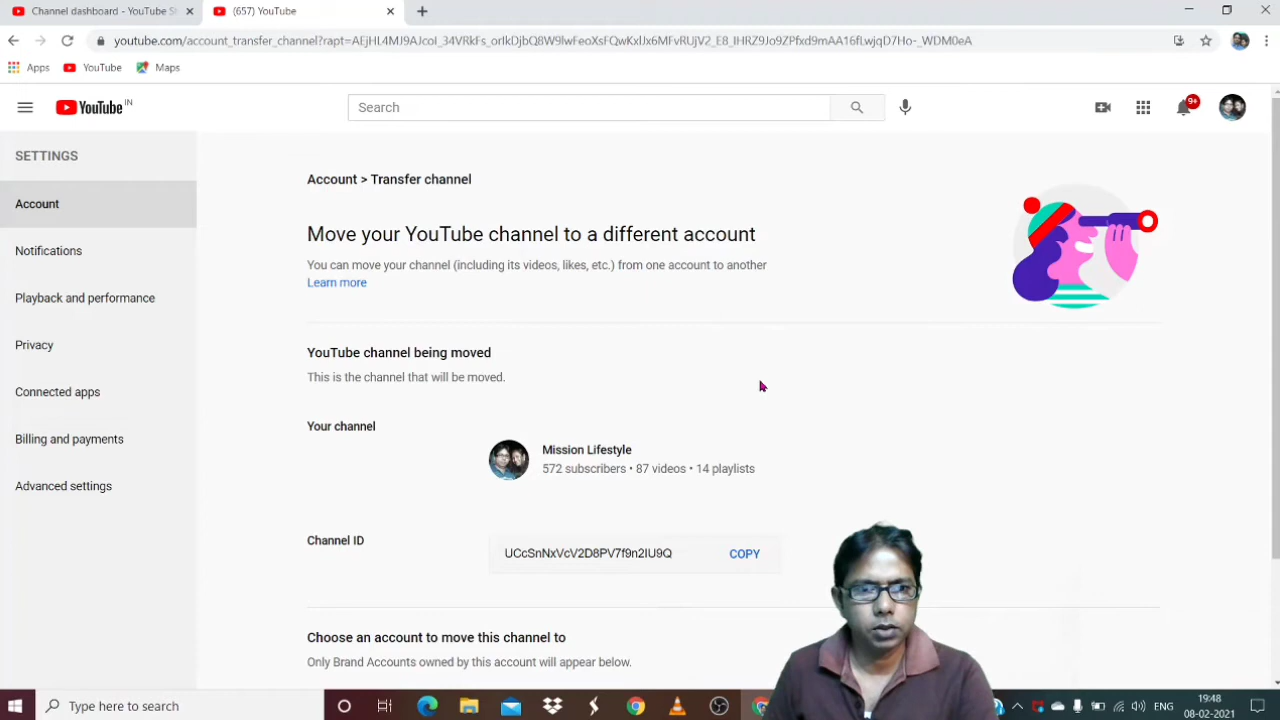 Channel dashboard - YouTube S
(657) YouTube
youtube.com/account_transfer_channel?rapt=AEjHL4MJ9AJcoI_34VRkFs_orIkDjbQ8W9lwFeoXsFQwKxlJx6MFvRUjV2_E8_IHRZ9Jo9ZPfxd9mAA16fLwjqD7Ho-_WDM0eA
Apps YouTube Maps
YouTube IN
Search
9+
SETTINGS
Account
Notifications
Playback and performance
Privacy
Connected apps
Billing and payments
Advanced settings
Account > Transfer channel
Move your YouTube channel to a different account
You can move your channel (including its videos, likes, etc.) from one account to another
Learn more
YouTube channel being moved
This is the channel that will be moved.
Your channel
Mission Lifestyle
572 subscribers • 87 videos • 14 playlists
Channel ID
UCcSnNxVcV2D8PV7f9n2IU9Q COPY
Choose an account to move this channel to
Only Brand Accounts owned by this account will appear below.
Type here to search
ENG
19:48
08-02-2021